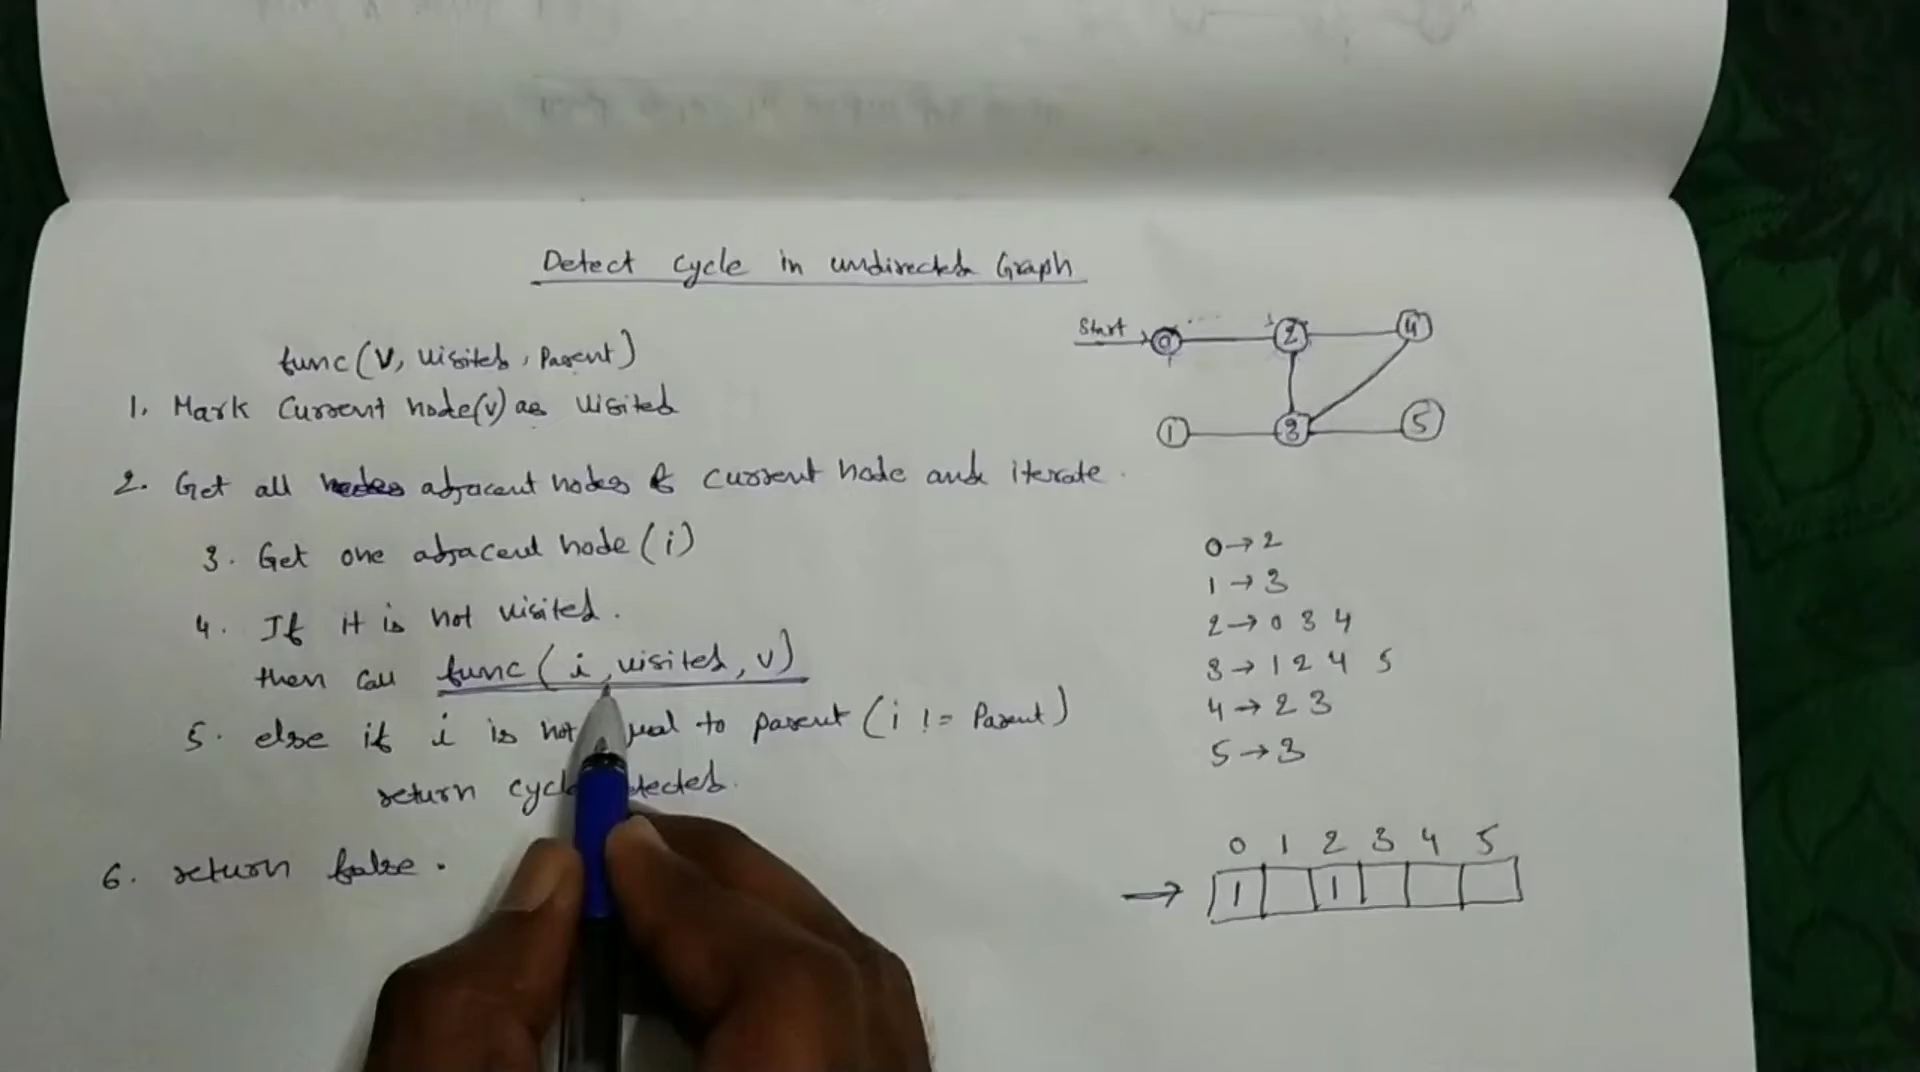 Detect cycle in undirected Graph
func(V, visited, Parent)
1. Mark Current node(v) as visited
2. Get all adjacent nodes of current node and iterate.
3. Get one adjacent node (i)
4. If it is not visited.
then call func(i, visited, v)
5. else if i is not to parent (i != Parent)
return
6. return false.
Start 0 2 4
1 3 5
0→2
1→3
2→0 3 4
3→1 2 4 5
4→2 3
5→3
0 1 2 3 4 5
→ 1 1